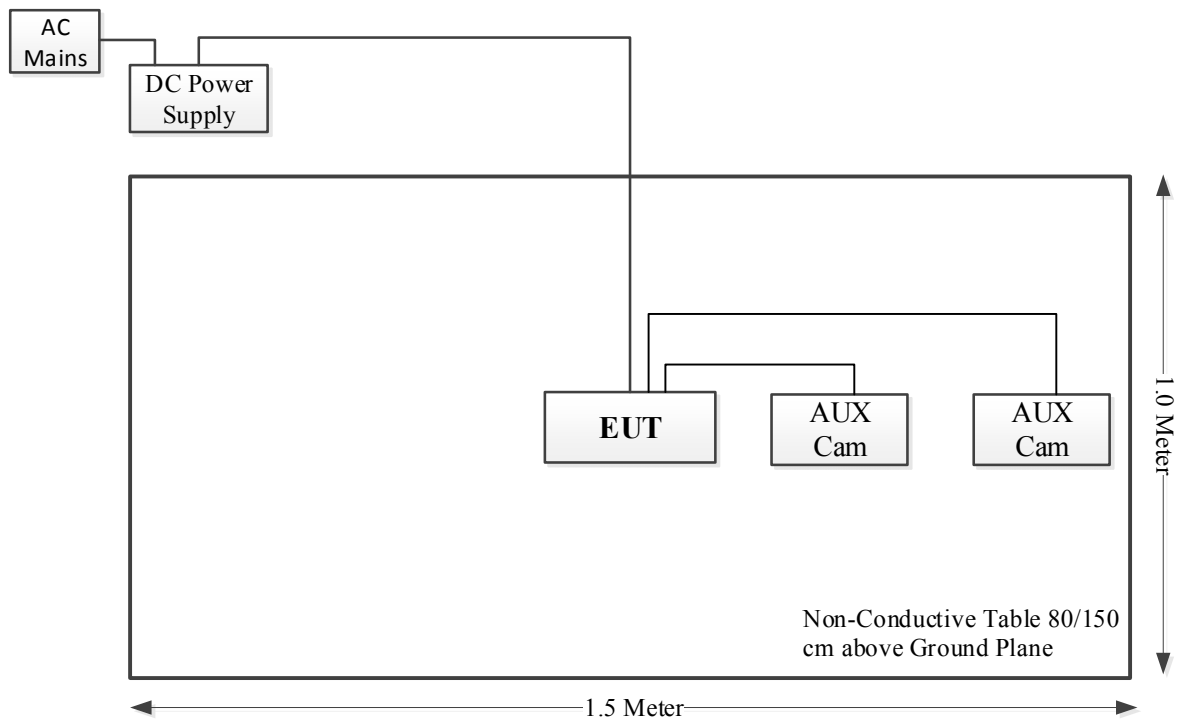 AC
Mains
DC Power
Supply
EUT
AUX
Cam
AUX
Cam
1.0 Meter
Non-Conductive Table 80/150
cm above Ground Plane
1.5 Meter